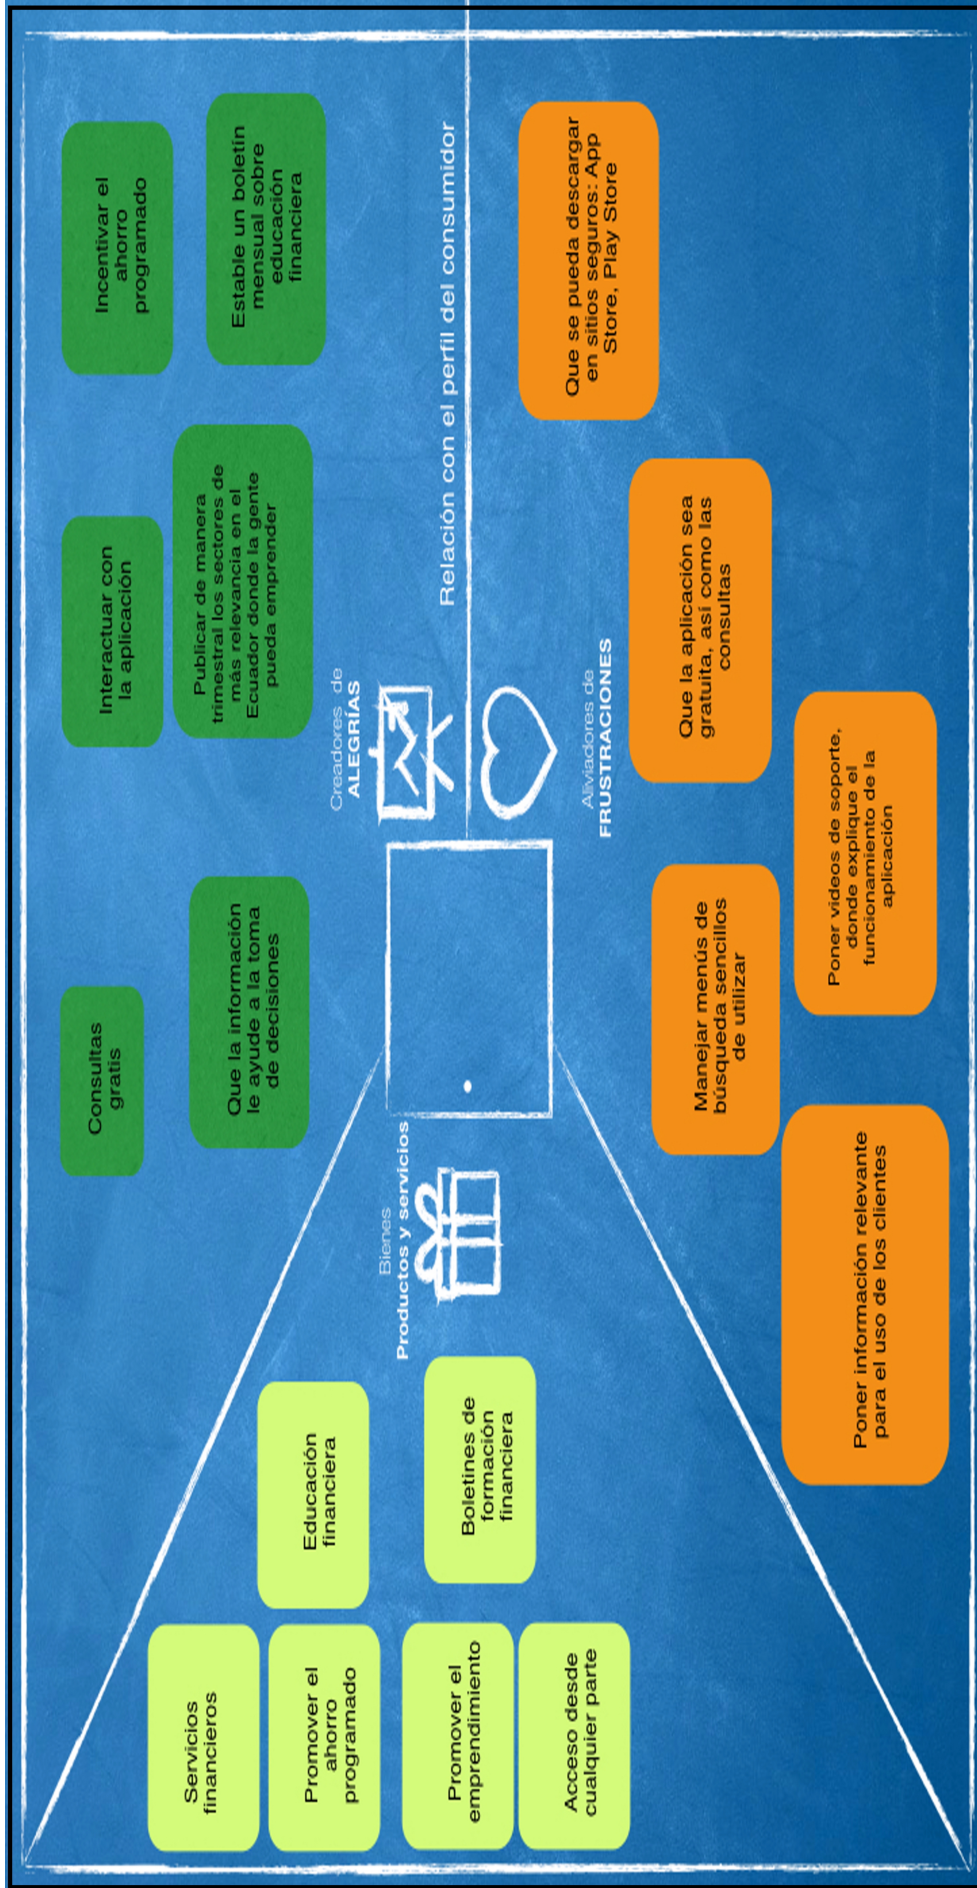 Servicios
financieros
Promover el
ahorro
programado
Educación
financiera
Promover el
emprendimiento
Boletines de
formación
financiera
Acceso desde
cualquier parte
Bienes
Productos y servicios
Consultas
gratis
Que la información
le ayude a la toma
de decisiones
Interactuar con
la aplicación
Publicar de manera
trimestral los sectores de
más relevancia en el
Ecuador donde la gente
pueda emprender
Incentivar el
ahorro
programado
Estable un boletín
mensual sobre
educación
financiera
Creadores de
ALEGRÍAS
Relación con el perfil del consumidor
Aliviadores de
FRUSTRACIONES
Que se pueda descargar
en sitios seguros: App
Store, Play Store
Que la aplicación sea
gratuita, así como las
consultas
Manejar menús de
búsqueda sencillos
de utilizar
Poner videos de soporte,
donde explique el
funcionamiento de la
aplicación
Poner información relevante
para el uso de los clientes